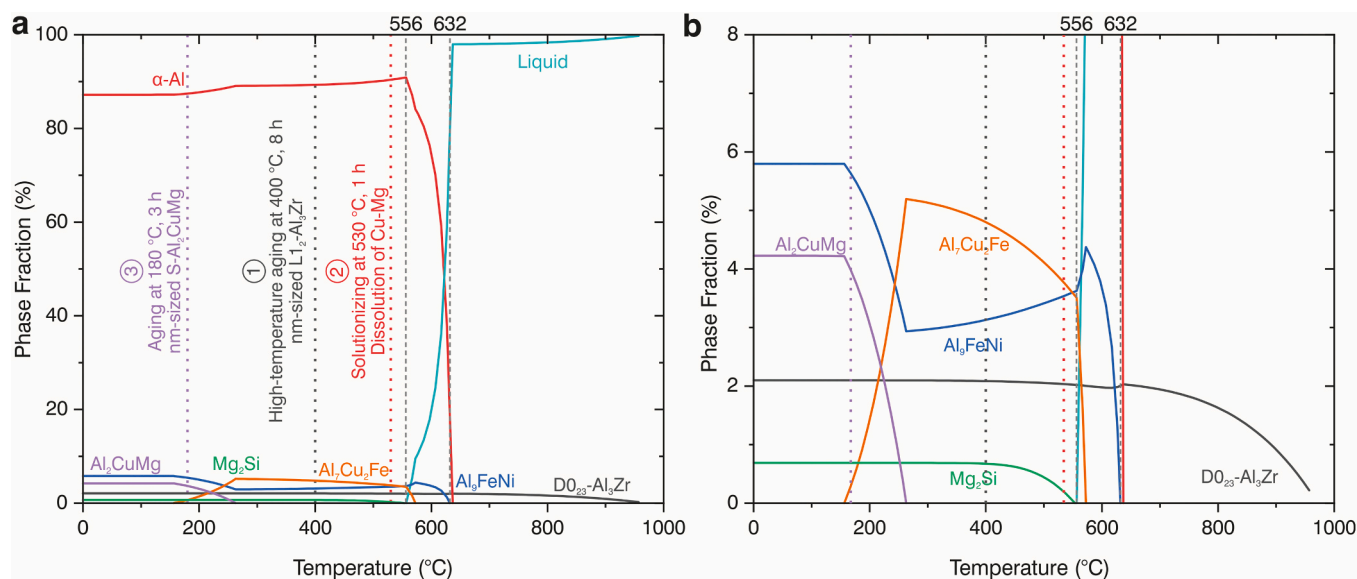 a
556 632
100
80
60
40
20
0
Phase Fraction (%)
α-Al
Liquid
③
Aging at 180 °C, 3 h
nm-sized S-Al₂CuMg
①
High-temperature aging at 400 °C, 8 h
nm-sized L1₂-Al₃Zr
②
Solutionizing at 530 °C, 1 h
Dissolution of Cu-Mg
Al₂CuMg
Mg₂Si
Al₇Cu₂Fe
Al₉FeNi
D0₂₃-Al₃Zr
0 200 400 600 800 1000
Temperature (°C)
b
556 632
8
6
4
2
0
Phase Fraction (%)
Al₂CuMg
Al₇Cu₂Fe
Al₉FeNi
Mg₂Si
D0₂₃-Al₃Zr
0 200 400 600 800 1000
Temperature (°C)